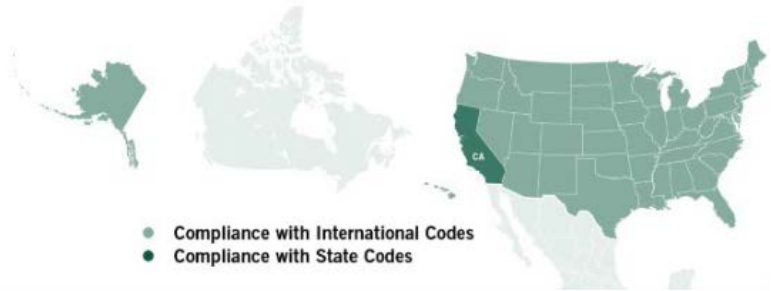 CA
Compliance with International Codes
Compliance with State Codes